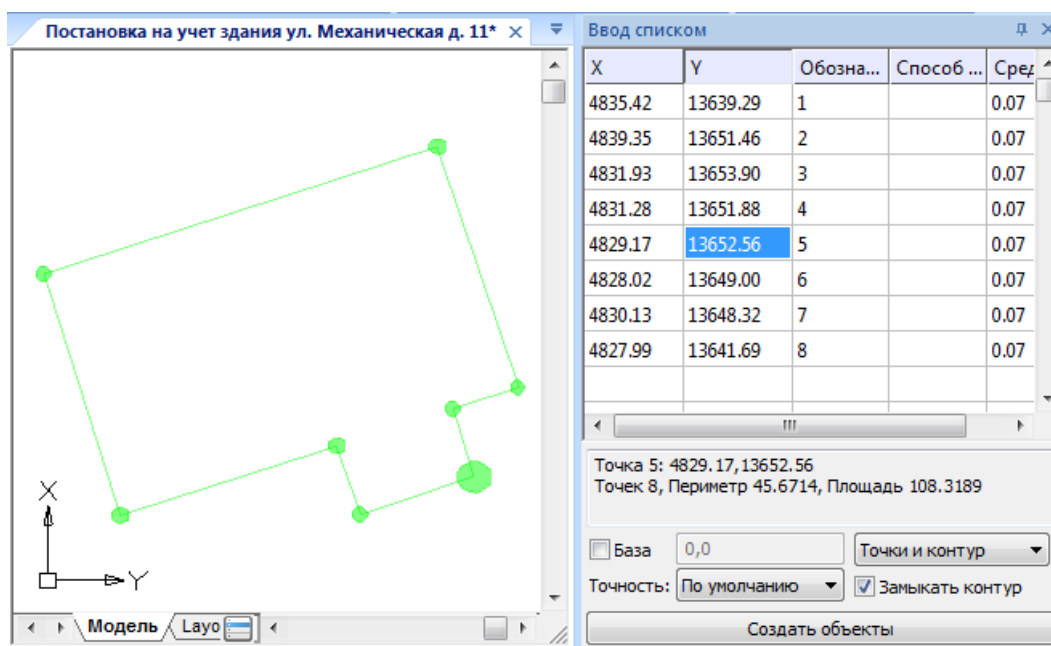 Постановка на учет здания ул. Механическая д. 11*
Ввод списком
X Y Обозна... Способ ... Сред
4835.42 13639.29 1 0.07
4839.35 13651.46 2 0.07
4831.93 13653.90 3 0.07
4831.28 13651.88 4 0.07
4829.17 13652.56 5 0.07
4828.02 13649.00 6 0.07
4830.13 13648.32 7 0.07
4827.99 13641.69 8 0.07
Точка 5: 4829.17,13652.56
Точек 8, Периметр 45.6714, Площадь 108.3189
База 0,0 Точки и контур
Точность: По умолчанию Замыкать контур
Создать объекты
X
Y
Модель Layo